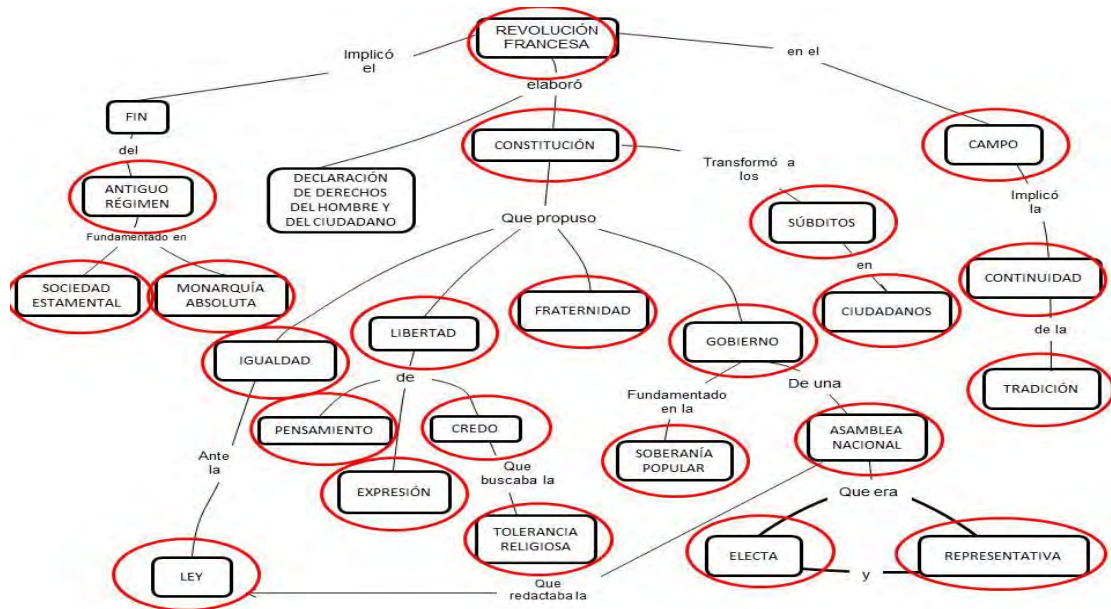 REVOLUCIÓN
FRANCESA
Implicó
el
en el
elaboró
FIN
CONSTITUCIÓN
CAMPO
del
Transformó a
los
ANTIGUO
RÉGIMEN
DECLARACIÓN
DE DERECHOS
DEL HOMBRE Y
DEL CIUDADANO
Implicó
la
Que propuso
SÚBDITOS
Fundamentado en
en
SOCIEDAD
ESTAMENTAL
MONARQUÍA
ABSOLUTA
FRATERNIDAD
CIUDADANOS
CONTINUIDAD
LIBERTAD
GOBIERNO
IGUALDAD
de la
de
De una
Fundamentado
en la
TRADICIÓN
PENSAMIENTO
CREDO
ASAMBLEA
NACIONAL
Ante
la
Que
buscaba la
SOBERANÍA
POPULAR
EXPRESIÓN
Que era
TOLERANCIA
RELIGIOSA
ELECTA
REPRESENTATIVA
y
LEY
Que
redactaba la